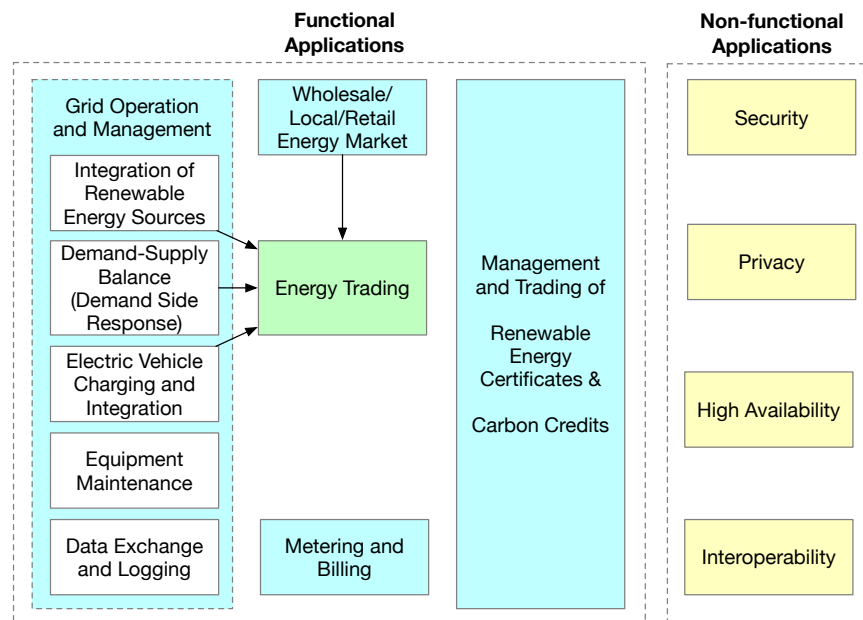 Functional
Applications
Non-functional
Applications
Grid Operation
and Management
Integration of
Renewable
Energy Sources
Demand-Supply
Balance
(Demand Side
Response)
Electric Vehicle
Charging and
Integration
Equipment
Maintenance
Data Exchange
and Logging
Wholesale/
Local/Retail
Energy Market
Energy Trading
Metering and
Billing
Management
and Trading of
Renewable
Energy
Certificates &
Carbon Credits
Security
Privacy
High Availability
Interoperability